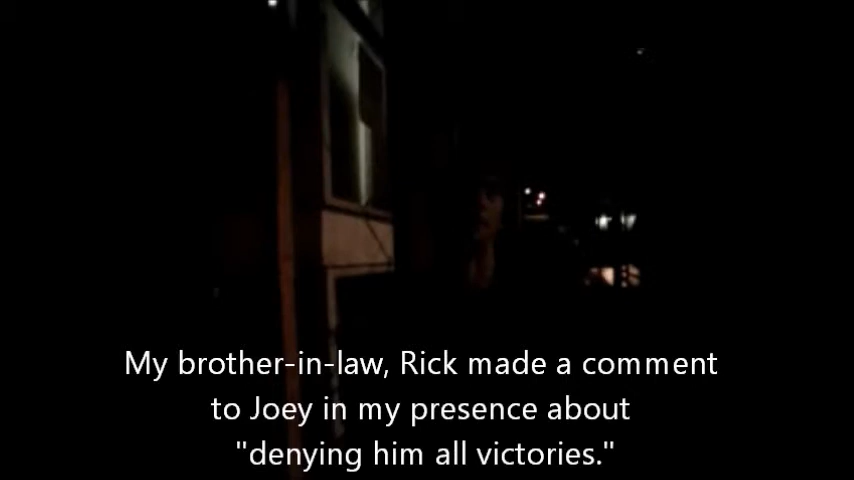 My brother-in-law, Rick made a comment
to Joey in my presence about
"denying him all victories."